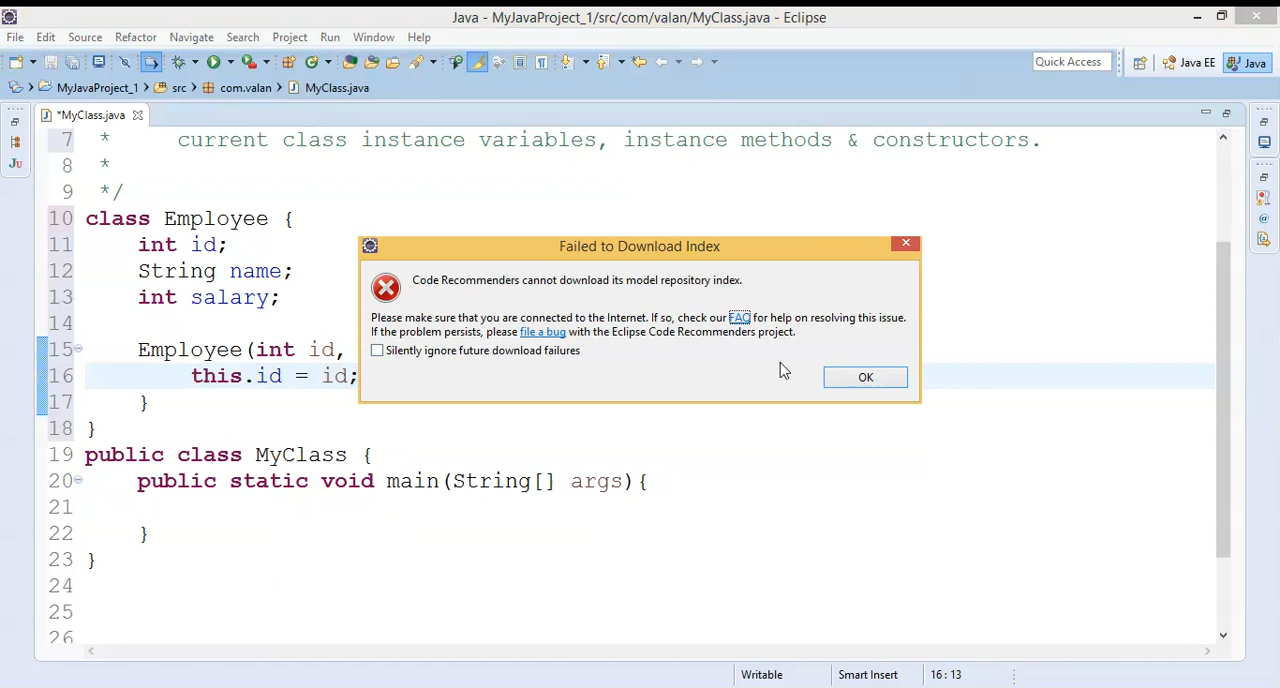 Java - MyJavaProject_1/src/com/valan/MyClass.java - Eclipse
File Edit Source Refactor Navigate Search Project Run Window Help
Quick Access Java EE Java
MyJavaProject_1 src com.valan MyClass.java
*MyClass.java
7 * current class instance variables, instance methods & constructors.
8 *
9 */
10 class Employee {
11 int id;
12 String name;
13 int salary;
14
15 Employee(int id,
16 this.id = id;
17 }
18 }
19 public class MyClass {
20 public static void main(String[] args){
21
22 }
23 }
24
25
26
Failed to Download Index
Code Recommenders cannot download its model repository index.
Please make sure that you are connected to the Internet. If so, check our FAQ for help on resolving this issue.
If the problem persists, please file a bug with the Eclipse Code Recommenders project.
Silently ignore future download failures
OK
Writable Smart Insert 16 : 13